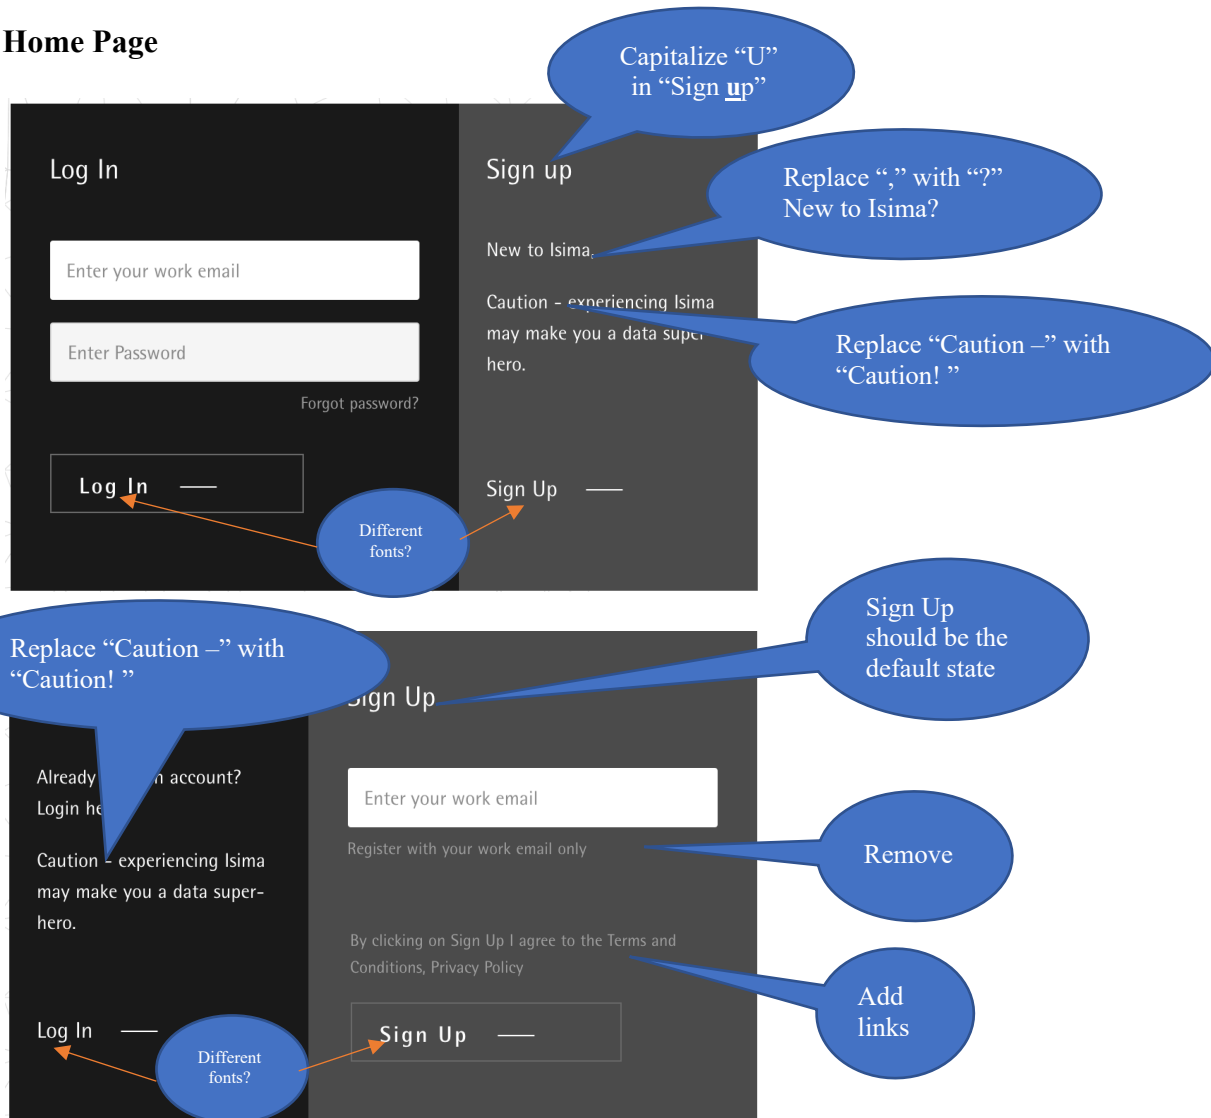 Home Page
Capitalize “U”
in “Sign up”
Log In
Sign up
Replace “,” with “?”
New to Isima?
Enter your work email
New to Isima,
Caution - experiencing Isima
may make you a data super-
hero.
Replace “Caution –” with
“Caution! ”
Enter Password
Forgot password?
Log In
Sign Up
Different
fonts?
Sign Up
should be the
default state
Replace “Caution –” with
“Caution! ”
Sign Up
Already account?
Login
Caution - experiencing Isima
may make you a data super-
hero.
Enter your work email
Register with your work email only
Remove
By clicking on Sign Up I agree to the Terms and
Conditions, Privacy Policy
Add
links
Log In
Sign Up
Different
fonts?